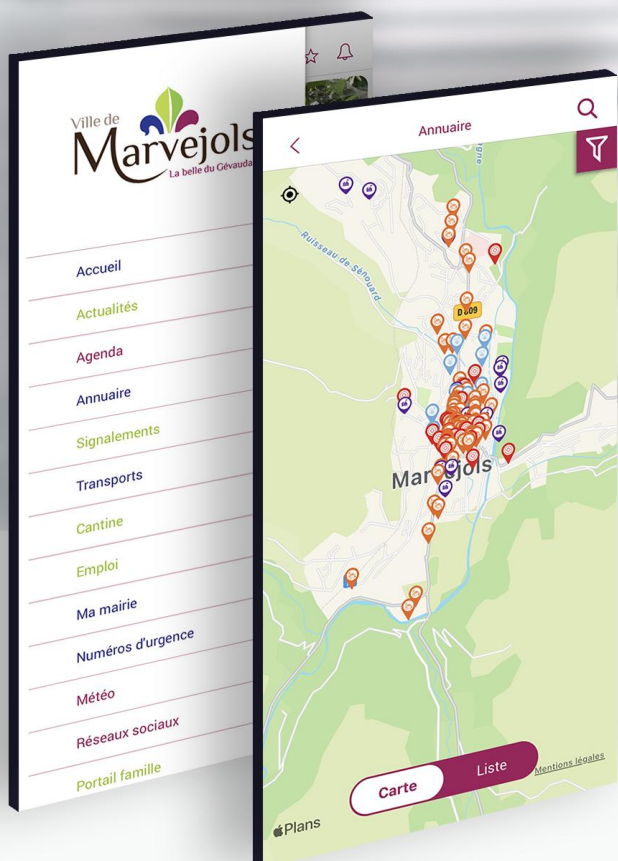 Ville de
Marvejols
La belle du Gévauda
Accueil
Actualités
Agenda
Annuaire
Signalements
Transports
Cantine
Emploi
Ma mairie
Numéros d'urgence
Météo
Réseaux sociaux
Portail famille
Annuaire
Ruisseau de Sénouard
Marvejols
Carte
Liste
Mentions légales
Plans